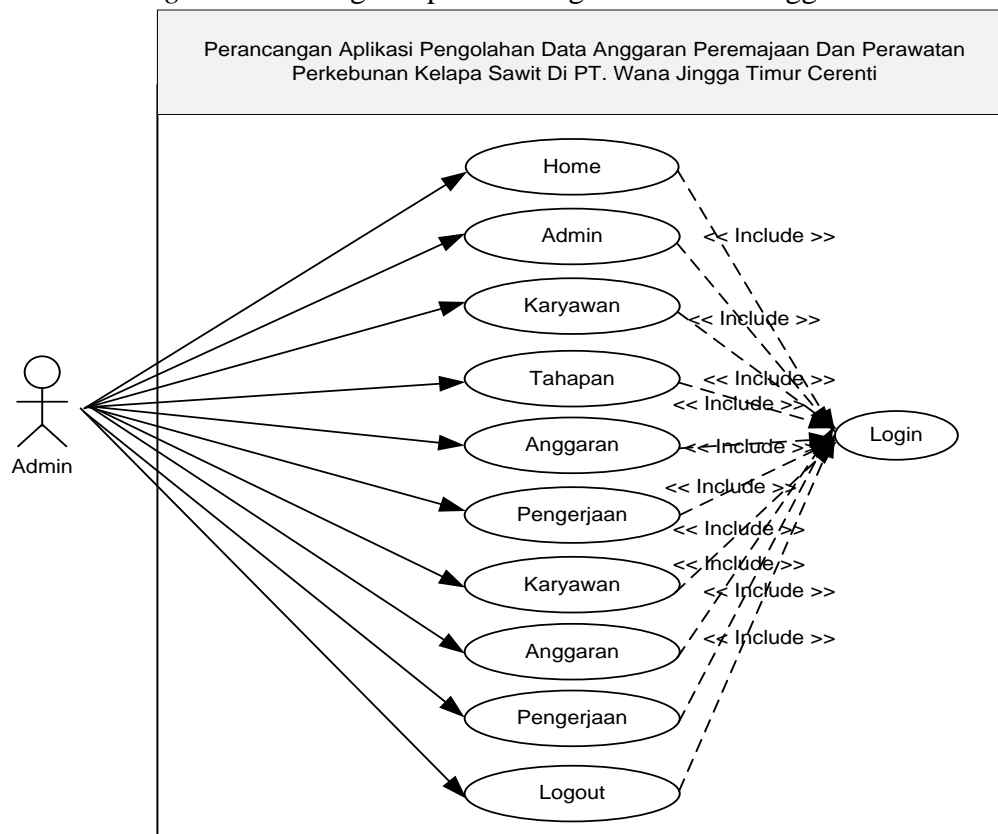 Perancangan Aplikasi Pengolahan Data Anggaran Peremajaan Dan Perawatan
Perkebunan Kelapa Sawit Di PT. Wana Jingga Timur Cerenti
Home
Admin
<< Include >>
Karyawan
<< Include >>
Tahapan
<< Include >>
<< Include >>
Admin
Anggaran
<< Include >>
Login
Pengerjaan
<< Include >>
<< Include >>
Karyawan
<< Include >>
<< Include >>
Anggaran
<< Include >>
Pengerjaan
Logout